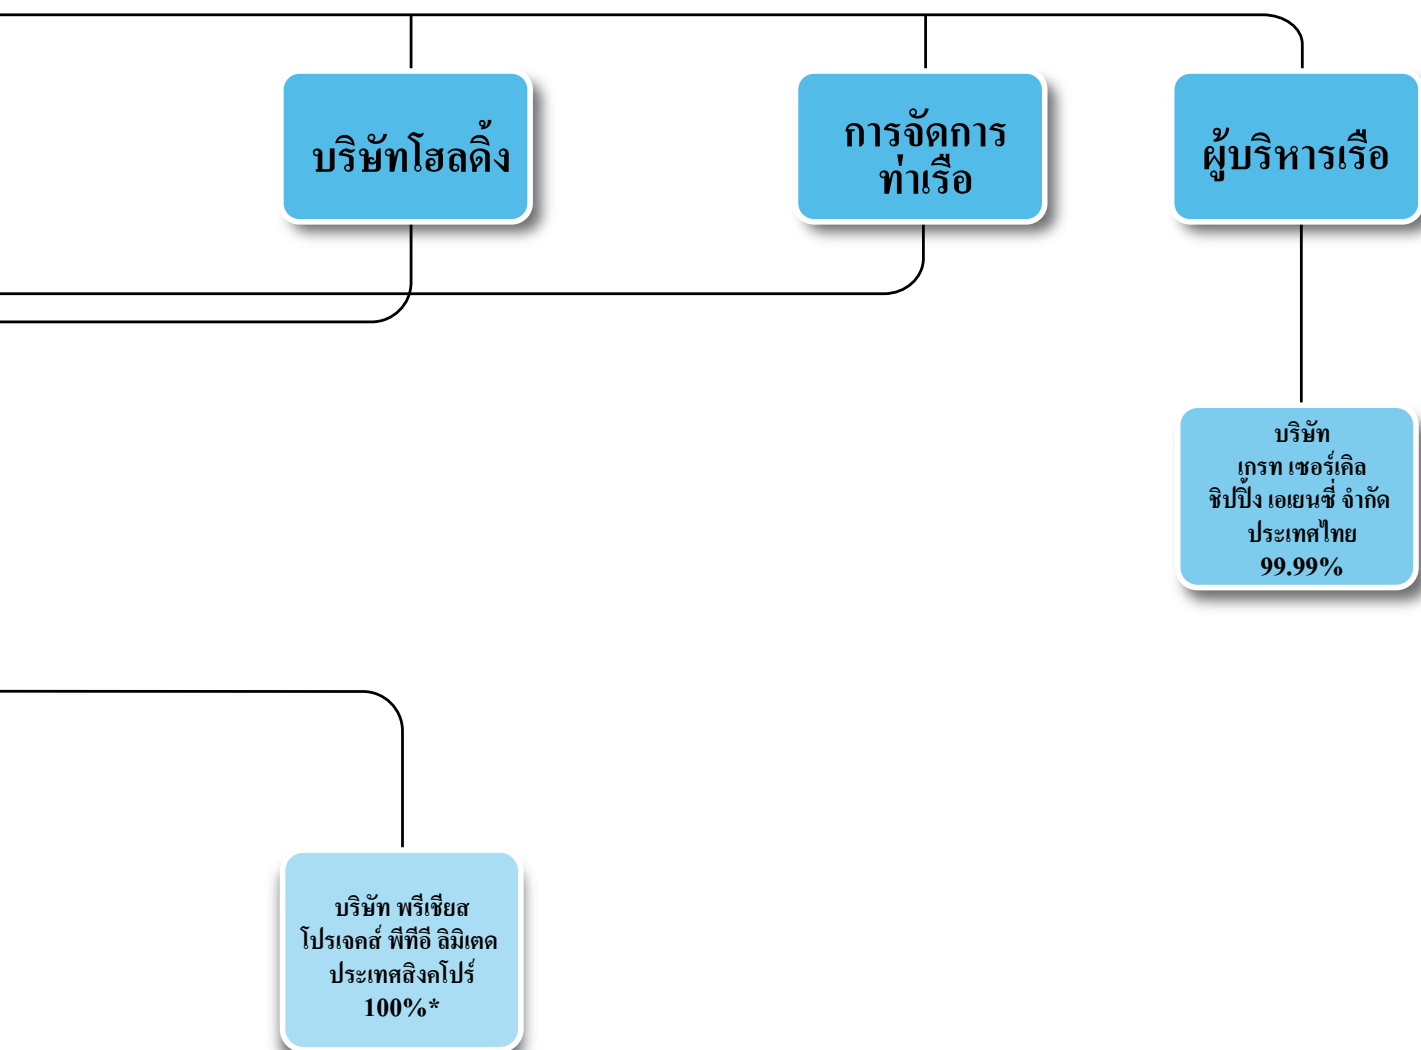 บริษัทโฮลดิ้ง
การจัดการ
ท่าเรือ
ผู้บริหารเรือ
บริษัท
เกรท เซอร์เคิล
ชิปปิ้ง เอเยนซี่ จำกัด
ประเทศไทย
99.99%
บริษัท พรีเชียส
โปรเจคส์ พีทีอี ลิมิเตด
ประเทศสิงคโปร์
100%*